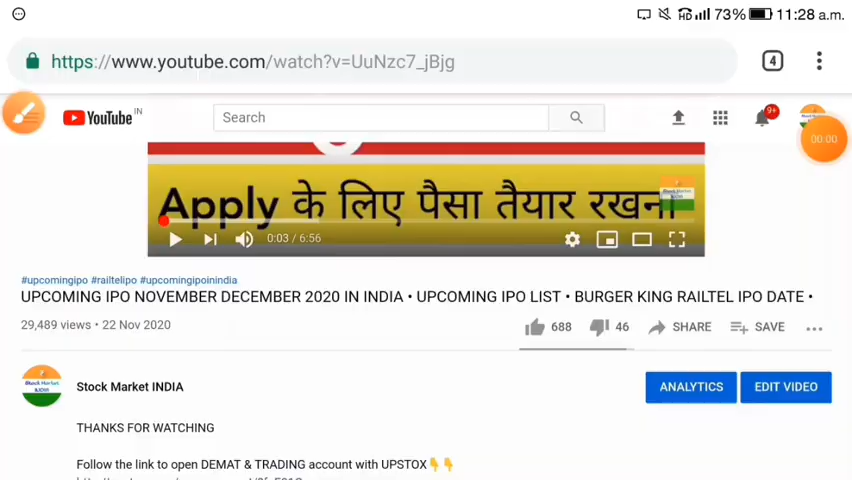 HD 73% 11:28 a.m.
https://www.youtube.com/watch?v=UuNzc7_jBjg
4
YouTube IN
Search
9+
00:00
Apply के लिए पैसा तैयार रखना
0:03 / 6:56
#upcomingipo #railtelipo #upcomingipoinindia
UPCOMING IPO NOVEMBER DECEMBER 2020 IN INDIA • UPCOMING IPO LIST • BURGER KING RAILTEL IPO DATE •
29,489 views • 22 Nov 2020
688 46 SHARE SAVE
Stock Market INDIA
ANALYTICS EDIT VIDEO
THANKS FOR WATCHING
Follow the link to open DEMAT & TRADING account with UPSTOX👇👇